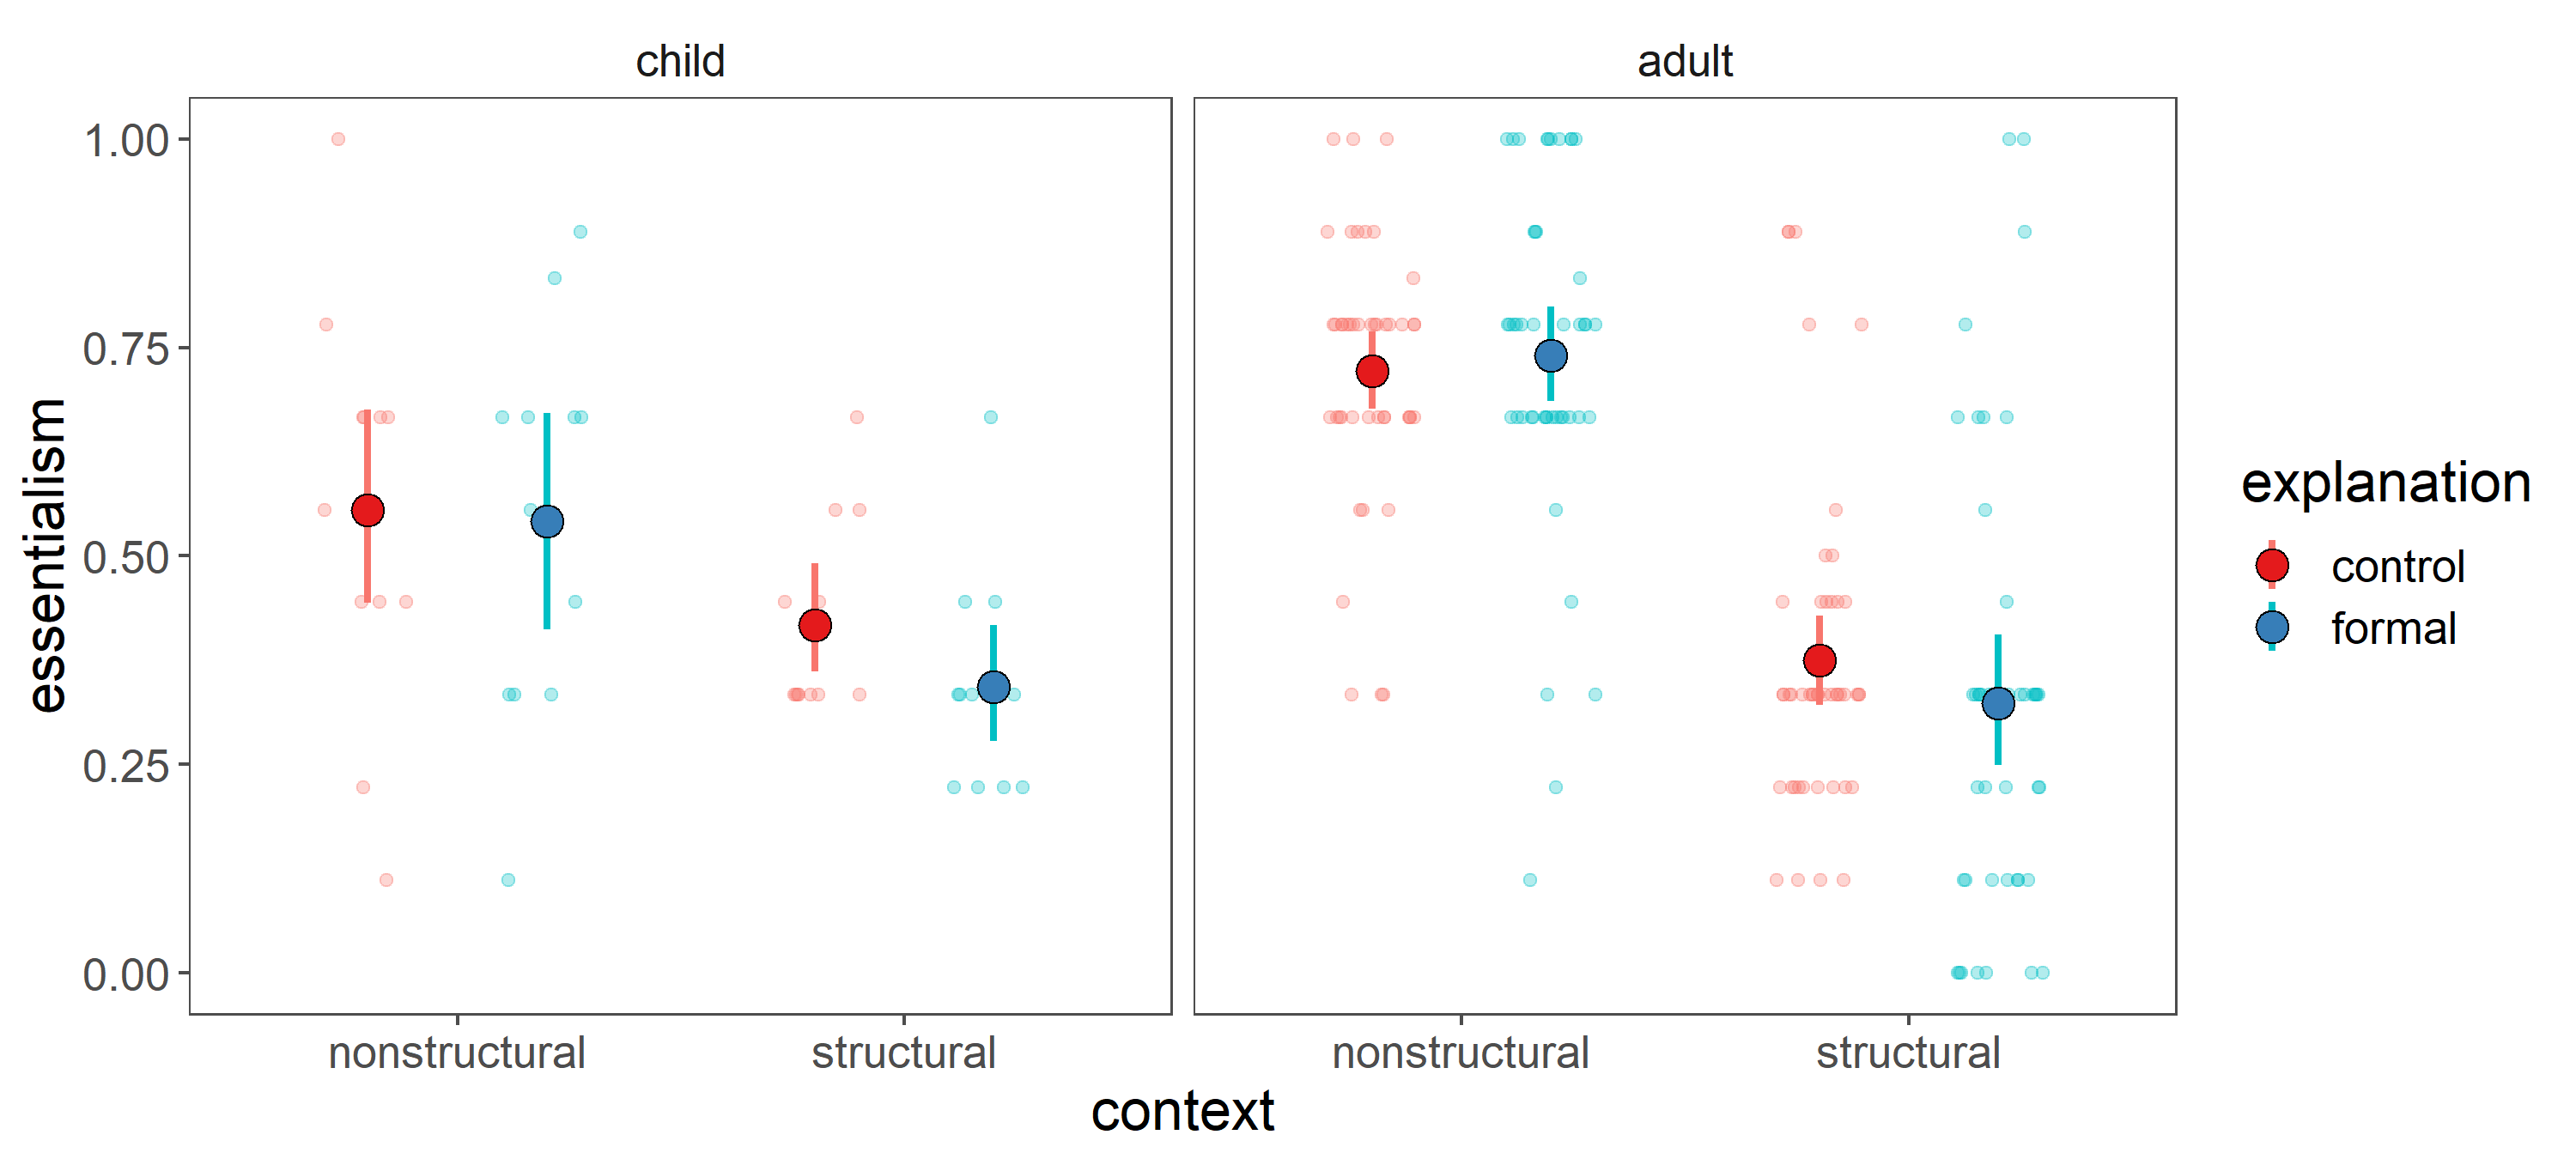 child
adult
1.00
0.75
0.50
0.25
0.00
essentialism
nonstructural
structural
nonstructural
structural
context
explanation
control
formal